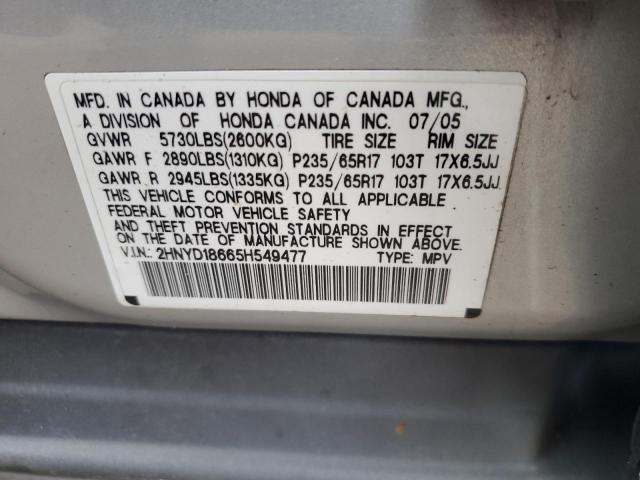 MFD. IN CANADA BY HONDA OF CANADA MFG.,
A DIVISION OF HONDA CANADA INC. 07/05
GVWR 5730LBS(2600KG) TIRE SIZE RIM SIZE
GAWR F 2890LBS(1310KG) P235/65R17 103T 17X6.5JJ
GAWR R 2945LBS(1335KG) P235/65R17 103T 17X6.5JJ
THIS VEHICLE CONFORMS TO ALL APPLICABLE
FEDERAL MOTOR VEHICLE SAFETY
AND THEFT PREVENTION STANDARDS IN EFFECT
ON THE DATE OF MANUFACTURE SHOWN ABOVE.
V.I.N.: 2HNYD18665H549477 TYPE: MPV